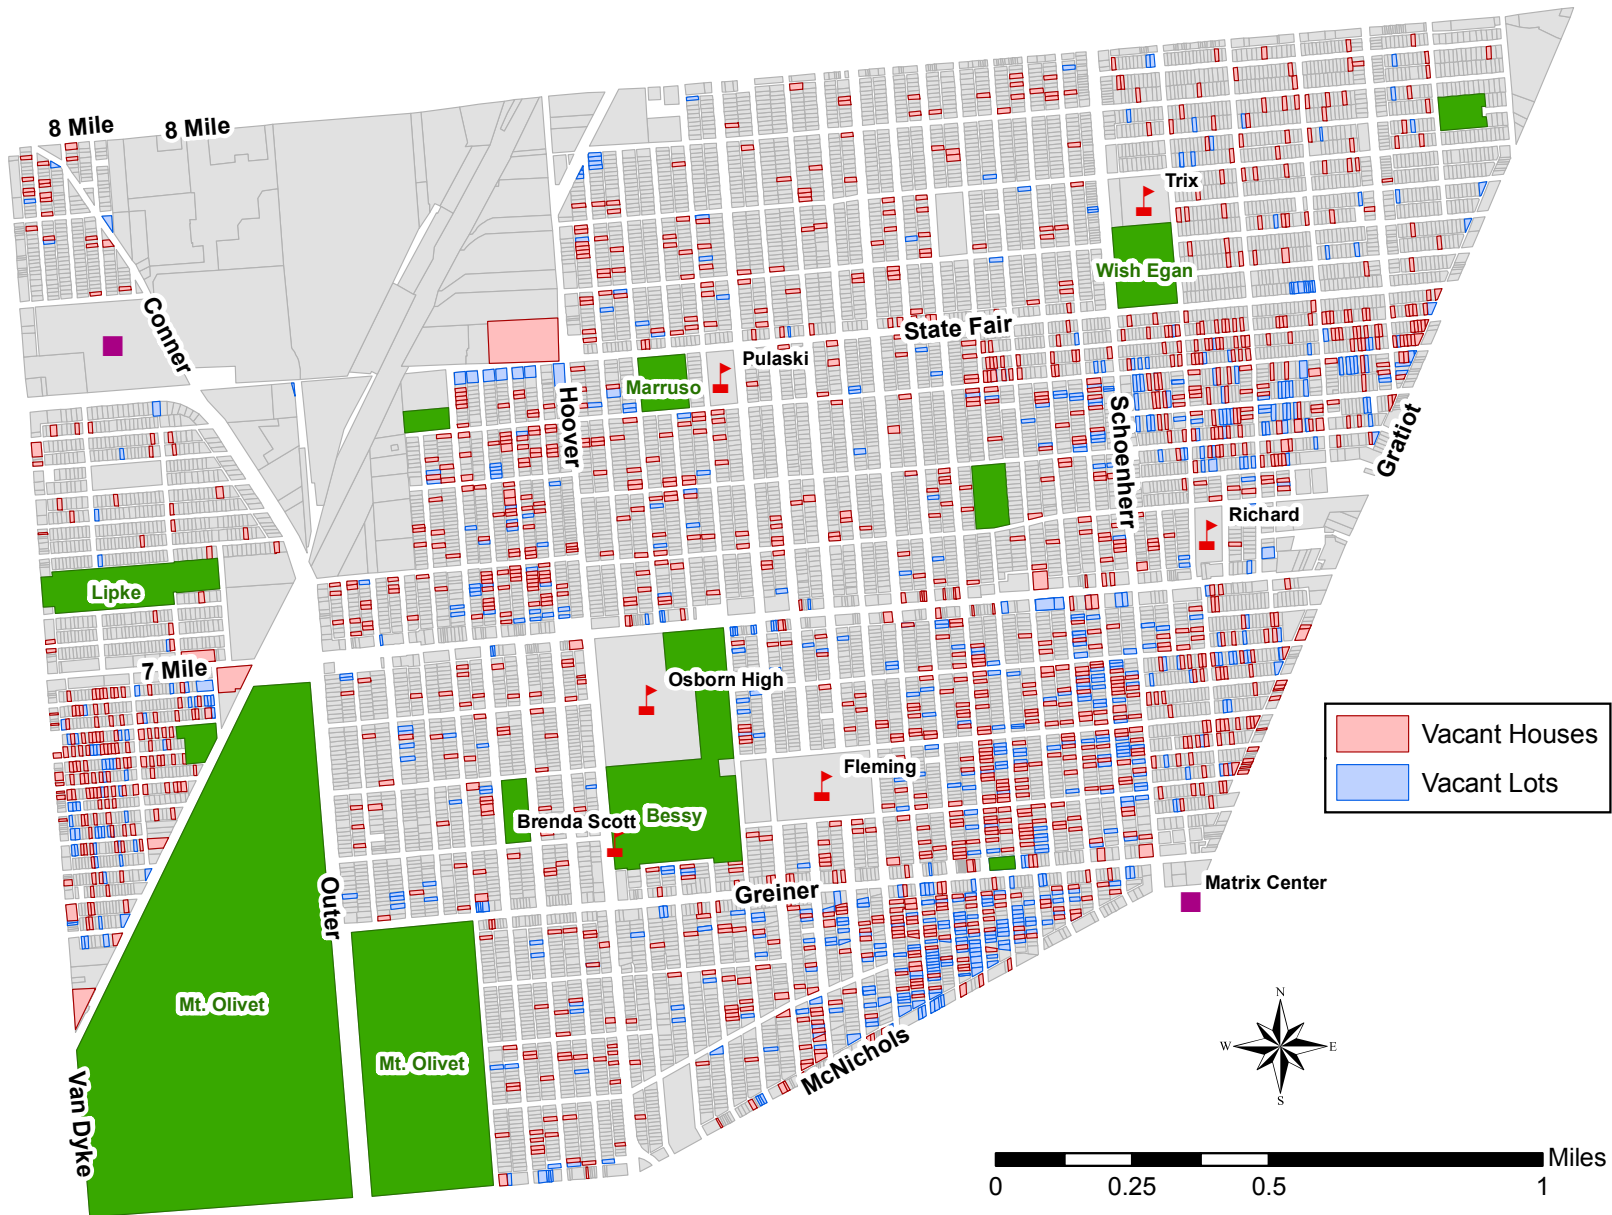 8 Mile
8 Mile
Trix
Wish Egan
Conner
State Fair
Pulaski
Marruso
Hoover
Schoenherr
Gratiot
Richard
Lipke
7 Mile
Osborn High
Vacant Houses
Fleming
Vacant Lots
Brenda Scott
Bessy
Outer
Greiner
Matrix Center
Mt. Olivet
Mt. Olivet
McNichols
N
W
E
S
Van Dyke
Miles
0
0.25
0.5
1